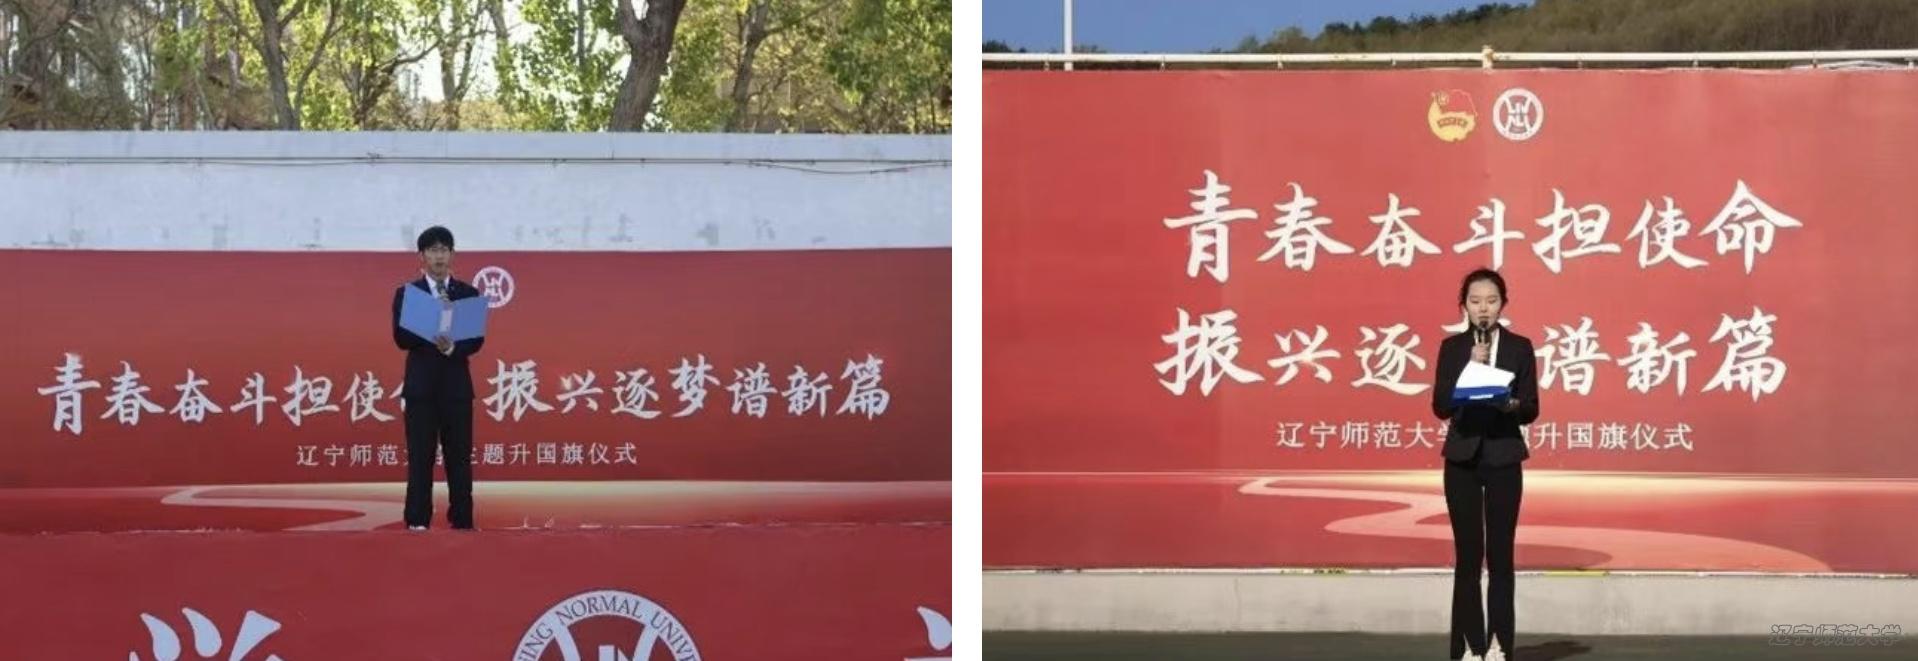 青春奋斗担使 振兴逐梦谱新篇
辽宁师范大 主题升国旗仪式
NORMAL
青春奋斗担使命
振兴逐 谱新篇
辽宁师范大学 题升国旗仪式
辽宁师范大学